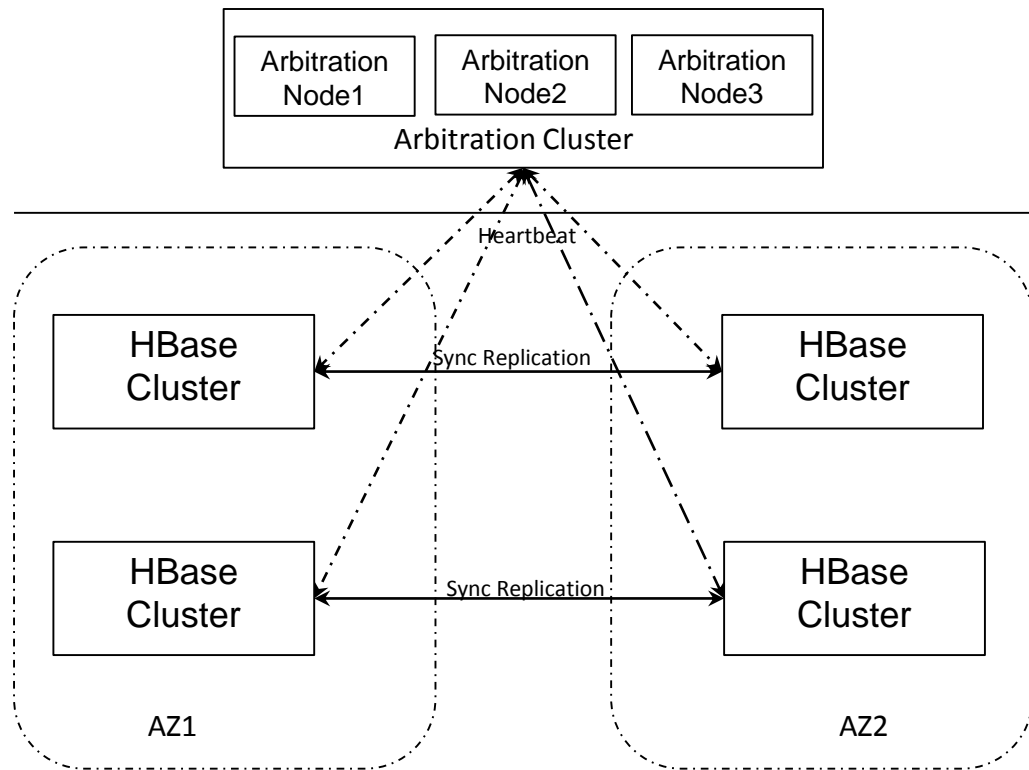 Arbitration
Node1
Arbitration
Node2
Arbitration
Node3
Arbitration Cluster
Heartbeat
HBase
Cluster
Sync Replication
HBase
Cluster
HBase
Cluster
Sync Replication
HBase
Cluster
AZ1
AZ2